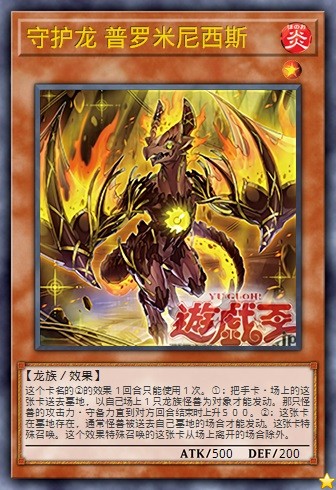 守护龙 普罗米尼西斯
炎
YU-GI-OH!
遊戯王
【龙族／效果】
这个卡名的②的效果１回合只能使用１次。①：把手卡·场上的这
张卡送去墓地，以自己场上１只龙族怪兽为对象才能发动。那只怪
兽的攻击力·守备力直到对方回合结束时上升５００。②：这张卡
在墓地存在，通常怪兽被送去自己墓地的场合才能发动。这张卡特
殊召唤。这个效果特殊召唤的这张卡从场上离开的场合除外。
ATK/500 DEF/200